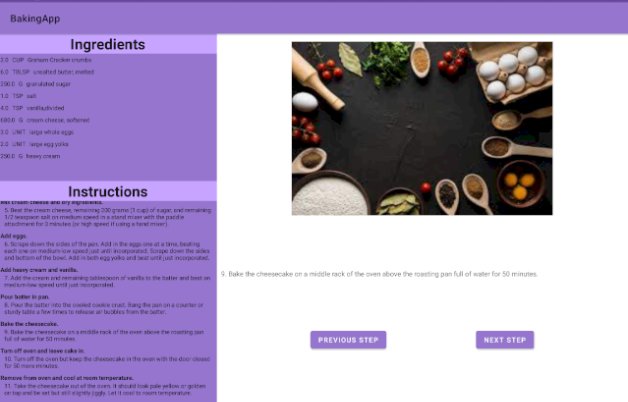 BakingApp
Ingredients
2.0 CUP Graham Cracker crumbs
6.0 TBLSP unsalted butter, melted
250.0 G granulated sugar
1.0 TSP salt
4.0 TSP vanilla,divided
680.0 G cream cheese, softened
3.0 UNIT large whole eggs
2.0 UNIT large egg yolks
250.0 G heavy cream
Instructions
Mix cream cheese and dry ingredients.
5. Beat the cream cheese, remaining 200 grams (1 cup) of sugar, and remaining
1/2 teaspoon salt on medium speed in a stand mixer with the paddle
attachment for 3 minutes (or high speed if using a hand mixer).
Add eggs.
6. Scrape down the sides of the pan. Add in the eggs one at a time, beating
each one on medium-low speed just until incorporated. Scrape down the sides
and bottom of the bowl. Add in both egg yolks and beat until just incorporated.
Add heavy cream and vanilla.
7. Add the cream and remaining tablespoon of vanilla to the batter and beat on
medium-low speed until just incorporated.
Pour batter in pan.
8. Pour the batter into the cooled cookie crust. Bang the pan on a counter or
sturdy table a few times to release air bubbles from the batter.
Bake the cheesecake.
9. Bake the cheesecake on a middle rack of the oven above the roasting pan
full of water for 50 minutes.
Turn off oven and leave cake in.
10. Turn off the oven but keep the cheesecake in the oven with the door closed
for 50 more minutes.
Remove from oven and cool at room temperature.
11. Take the cheesecake out of the oven. It should look pale yellow or golden
on top and be set but still slightly jiggly. Let it cool to room temperature.
9. Bake the cheesecake on a middle rack of the oven above the roasting pan full of water for 50 minutes.
PREVIOUS STEP
NEXT STEP